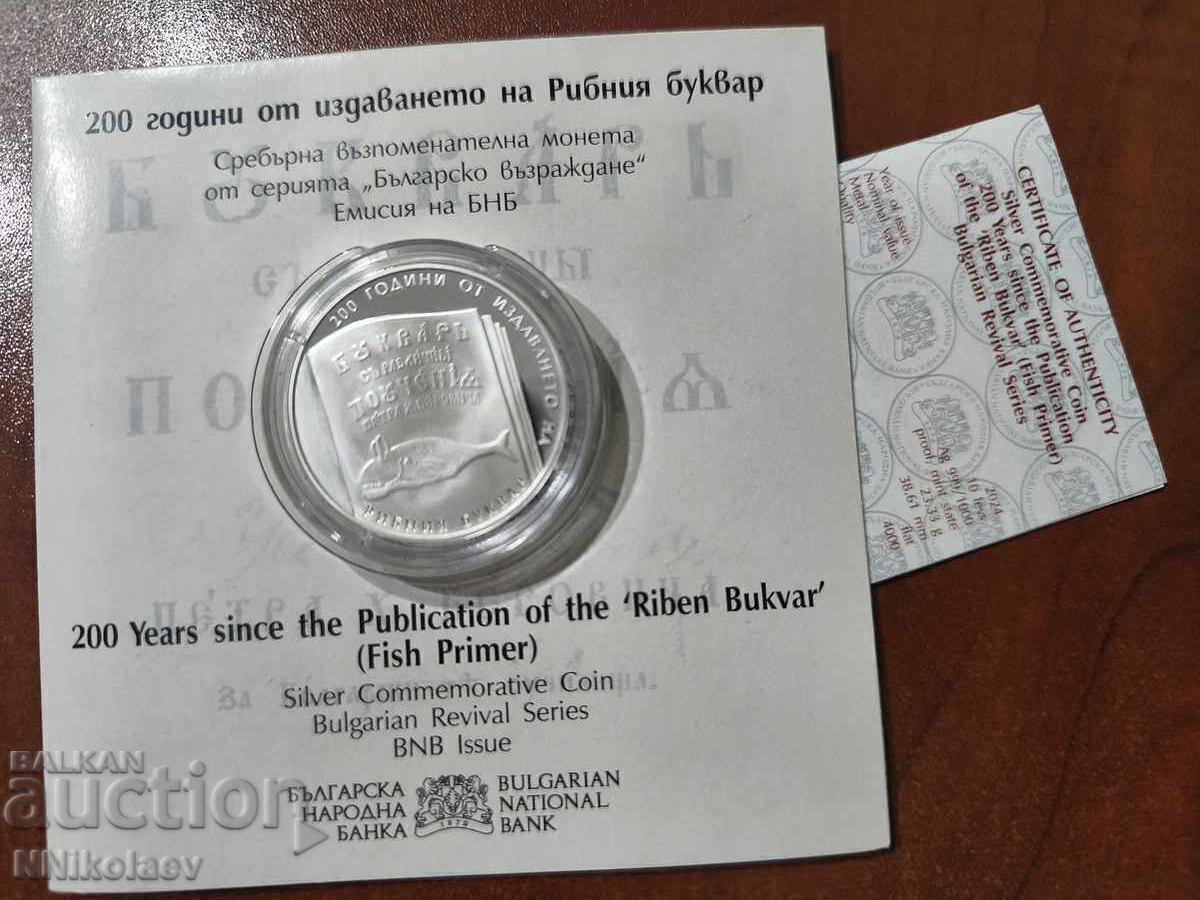 200 години от издаването на Рибния буквар
Сребърна възпоменателна монета
от серията „Българско възраждане“
Емисия на БНБ
200 ГОДИНИ ОТ ИЗДАВАНЕТО НА
РИБНИЯ БУКВАР
200 Years since the Publication of the ‘Riben Bukvar’
(Fish Primer)
Silver Commemorative Coin
Bulgarian Revival Series
BNB Issue
БЪЛГАРСКА
НАРОДНА
БАНКА
1879
BULGARIAN
NATIONAL
BANK
CERTIFICATE OF AUTHENTICITY
Silver Commemorative Coin
200 Years since the Publication
of the ‘Riben Bukvar’ (Fish Primer)
Bulgarian Revival Series
Year of issue 2024
Nominal value 10 levs
Metal Ag 999/1000
23.33 g
Quality proof, mint state
38.61 mm
flat
4000
BALKAN
auction
NNikolaev